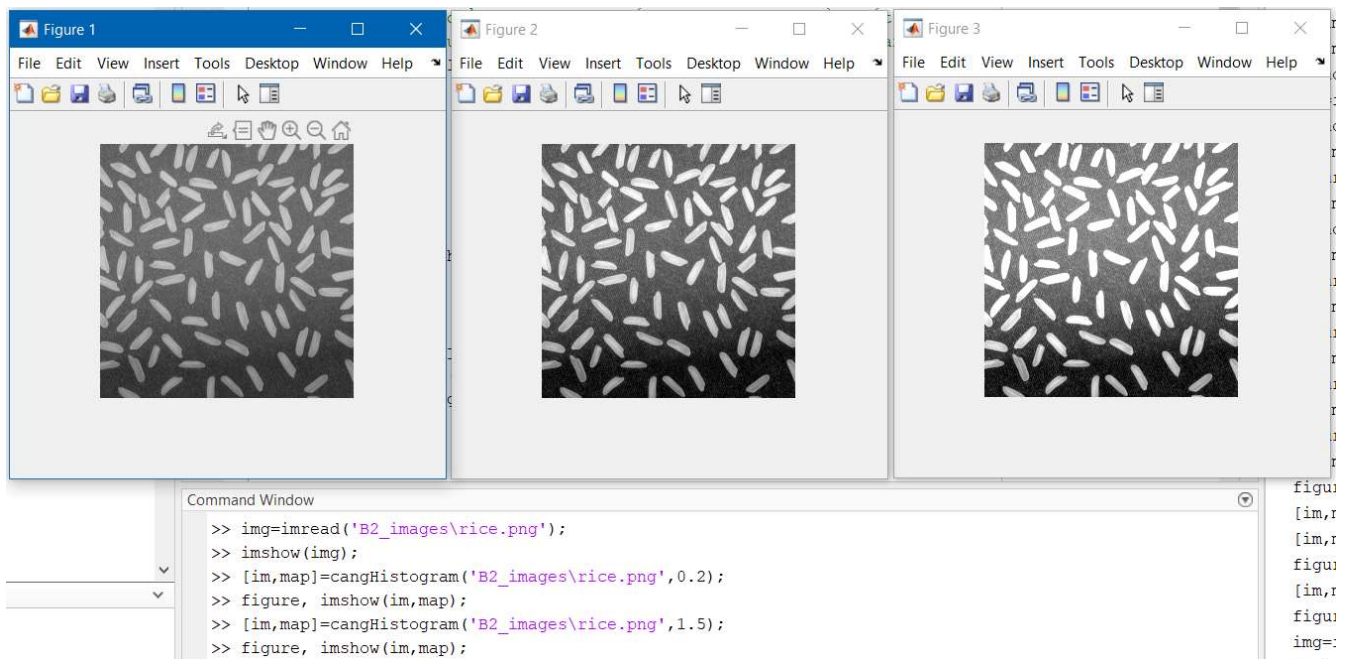 Figure 1
File Edit View Insert Tools Desktop Window Help
Figure 2
File Edit View Insert Tools Desktop Window Help
Figure 3
File Edit View Insert Tools Desktop Window Help
Command Window
>> img=imread('B2_images\rice.png');
>> imshow(img);
>> [im,map]=cangHistogram('B2_images\rice.png',0.2);
>> figure, imshow(im,map);
>> [im,map]=cangHistogram('B2_images\rice.png',1.5);
>> figure, imshow(im,map);